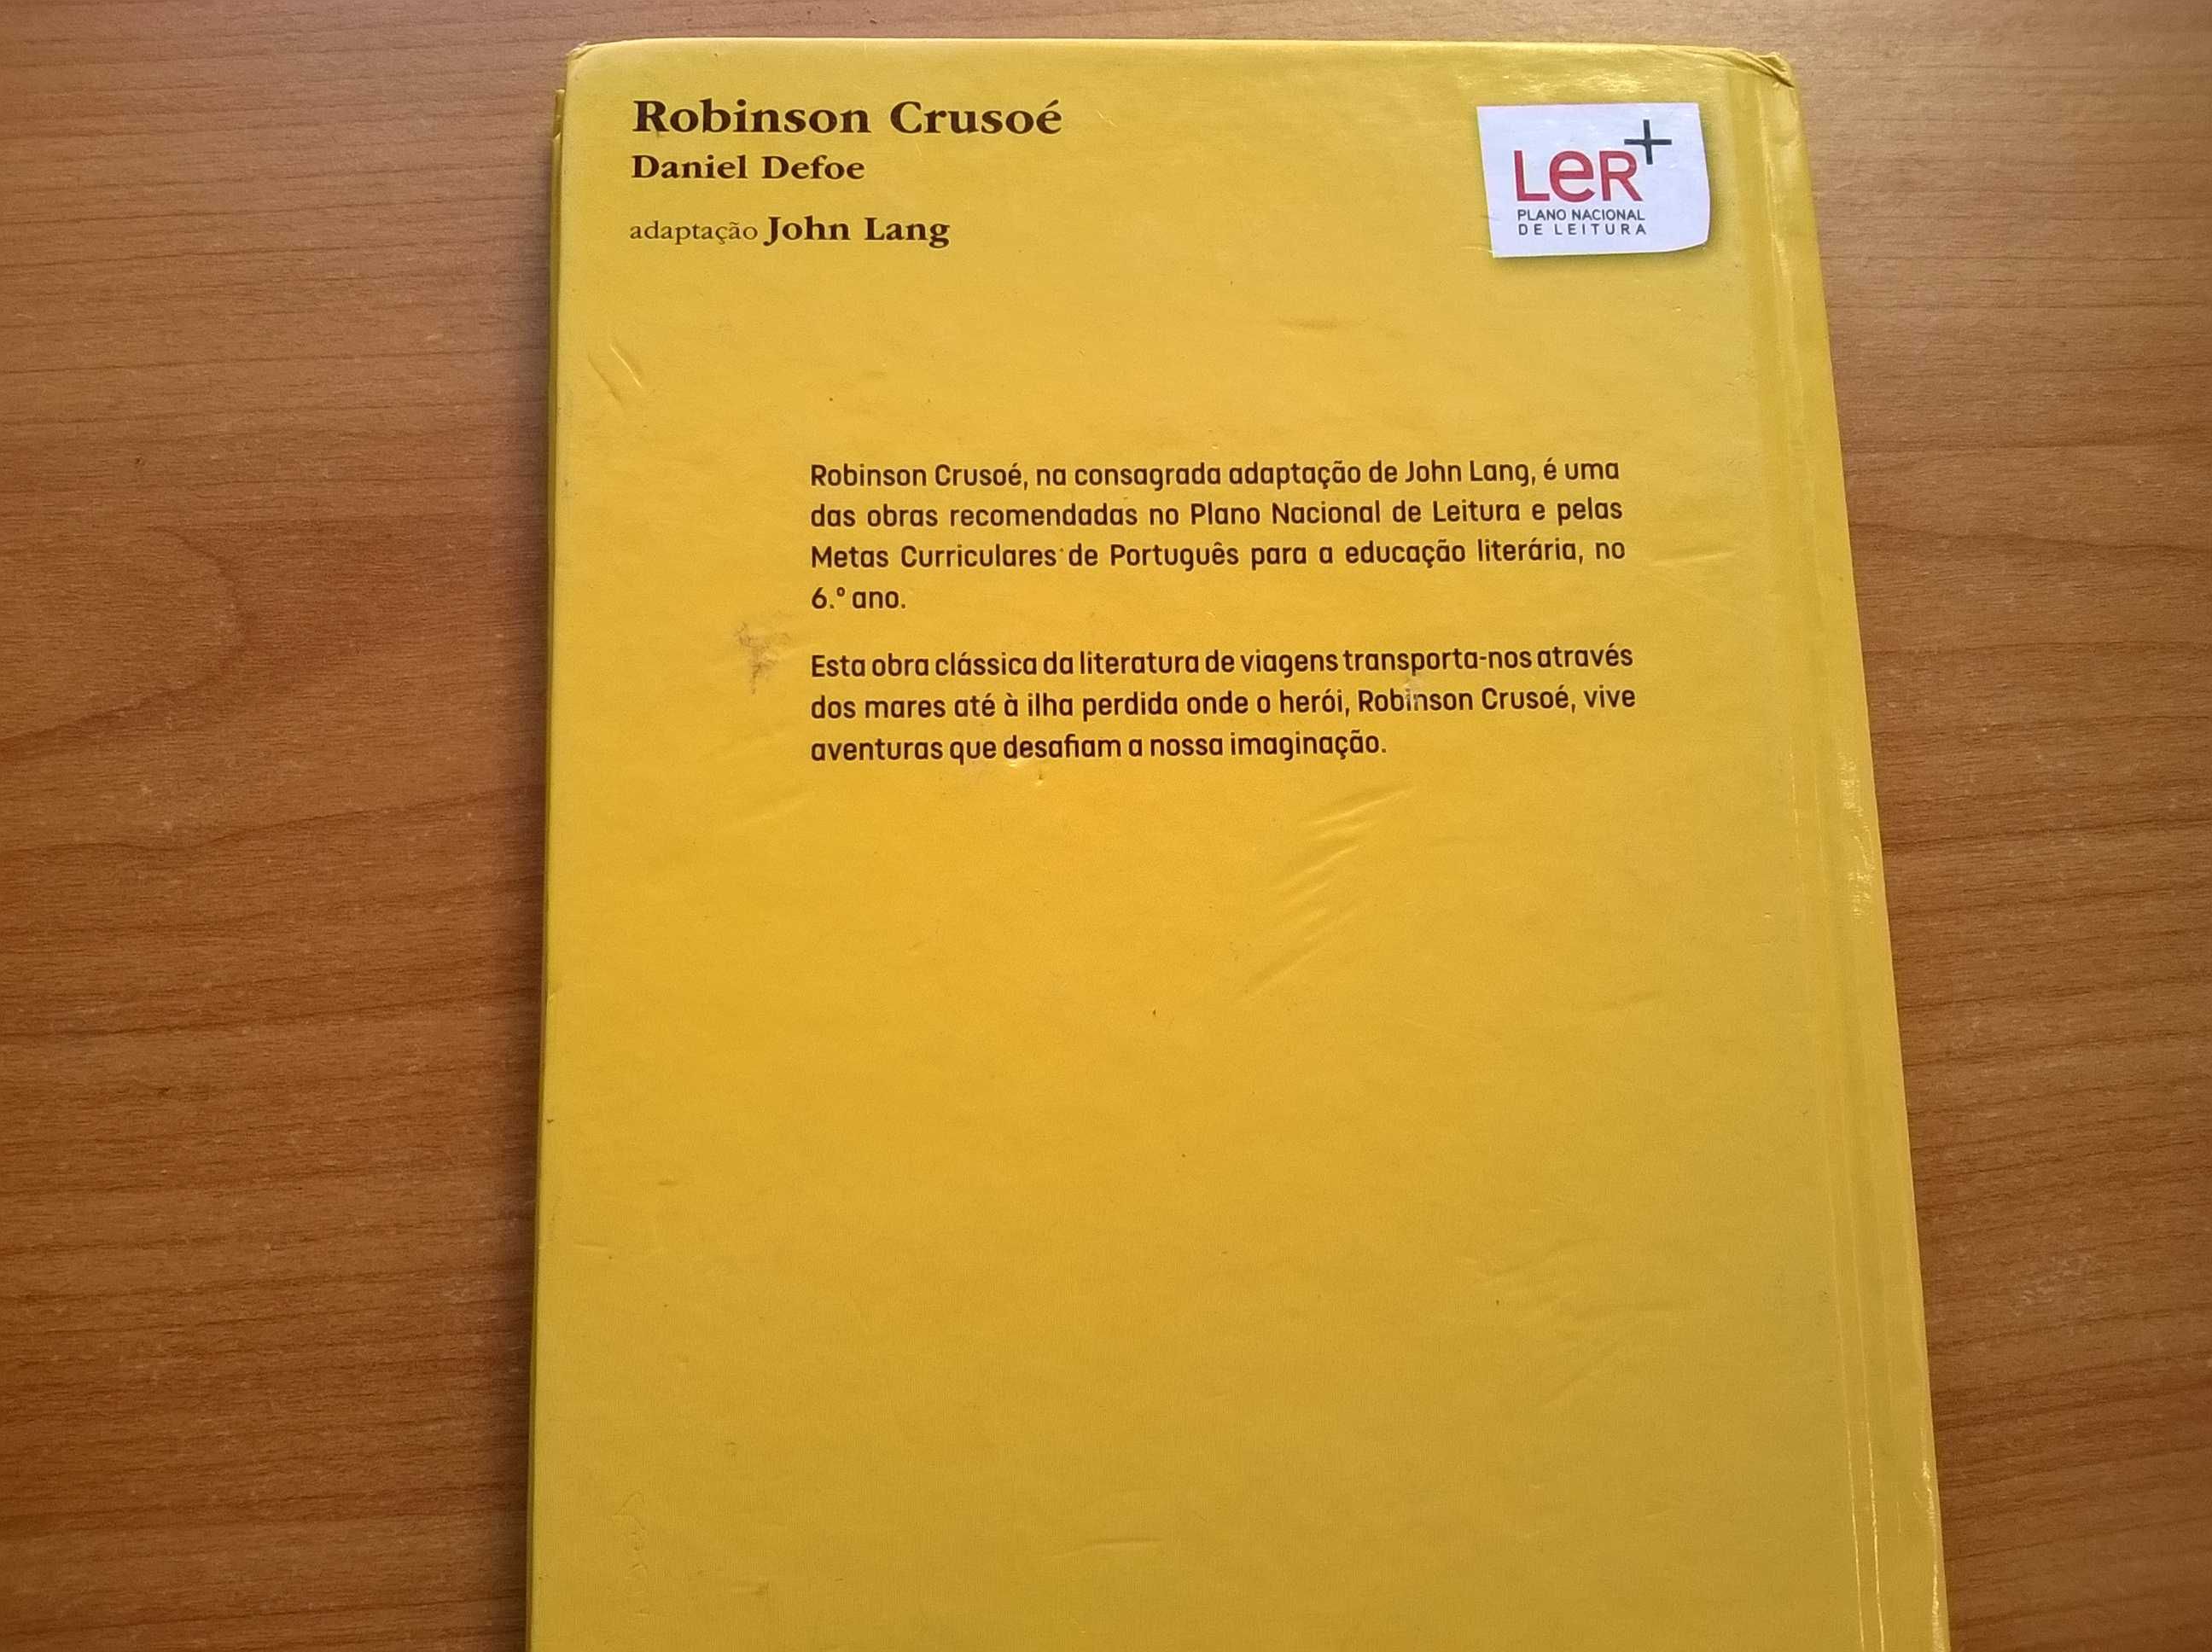 Robinson Crusoé
Daniel Defoe
adaptação John Lang
LeR+
PLANO NACIONAL
DE LEITURA
Robinson Crusoé, na consagrada adaptação de John Lang, é uma
das obras recomendadas no Plano Nacional de Leitura e pelas
Metas Curriculares de Português para a educação literária, no
6.º ano.
Esta obra clássica da literatura de viagens transporta-nos através
dos mares até à ilha perdida onde o herói, Robinson Crusoé, vive
aventuras que desafiam a nossa imaginação.